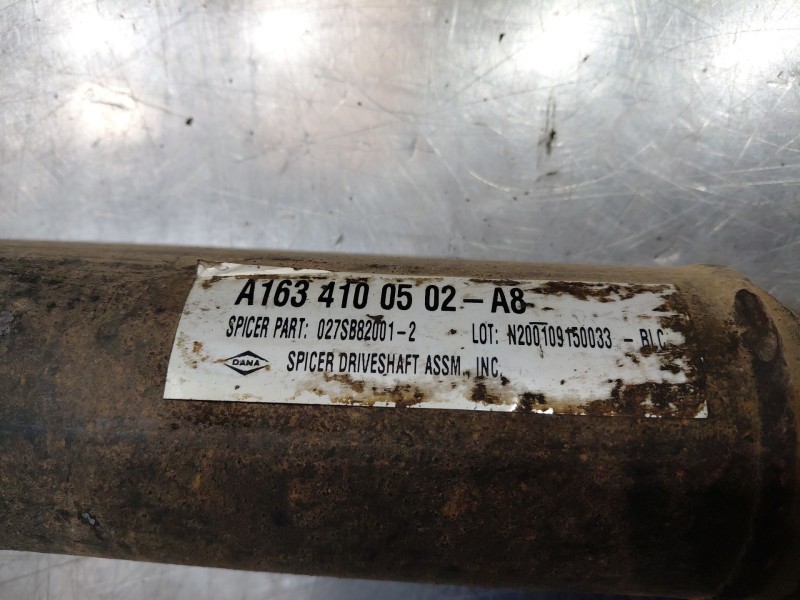 A163 410 05 02-A8
SPICER PART: 027SB82001-2 LOT: N200109150033 - BLC
DANA SPICER DRIVESHAFT ASSM., INC.